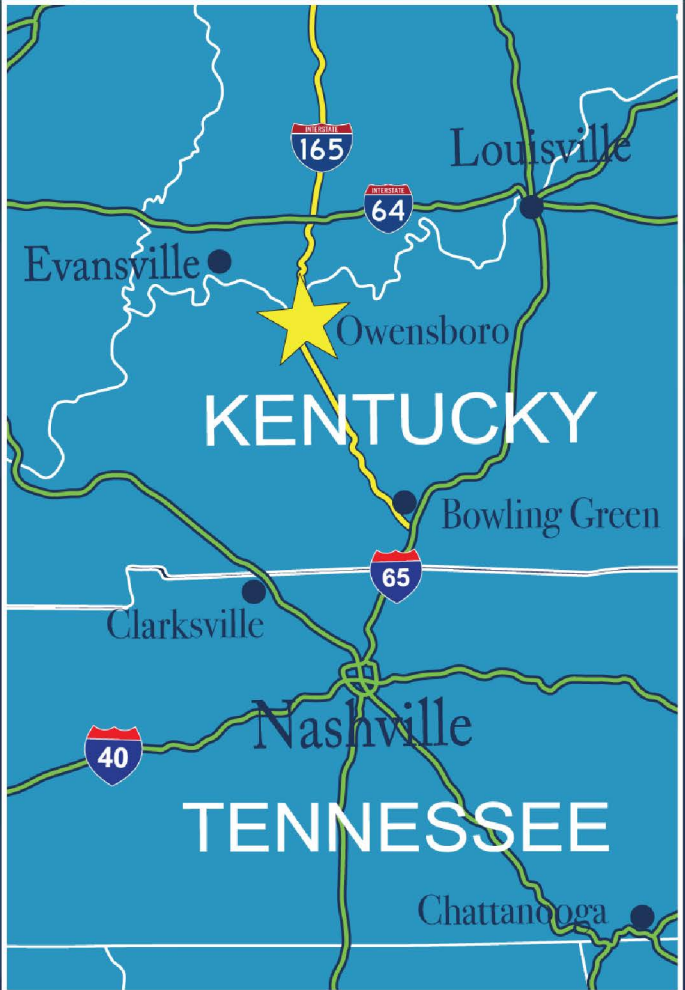 INTERSTATE
165
Louisville
INTERSTATE
64
Evansville
Owensboro
KENTUCKY
Bowling Green
65
Clarksville
Nashville
40
TENNESSEE
Chattanooga